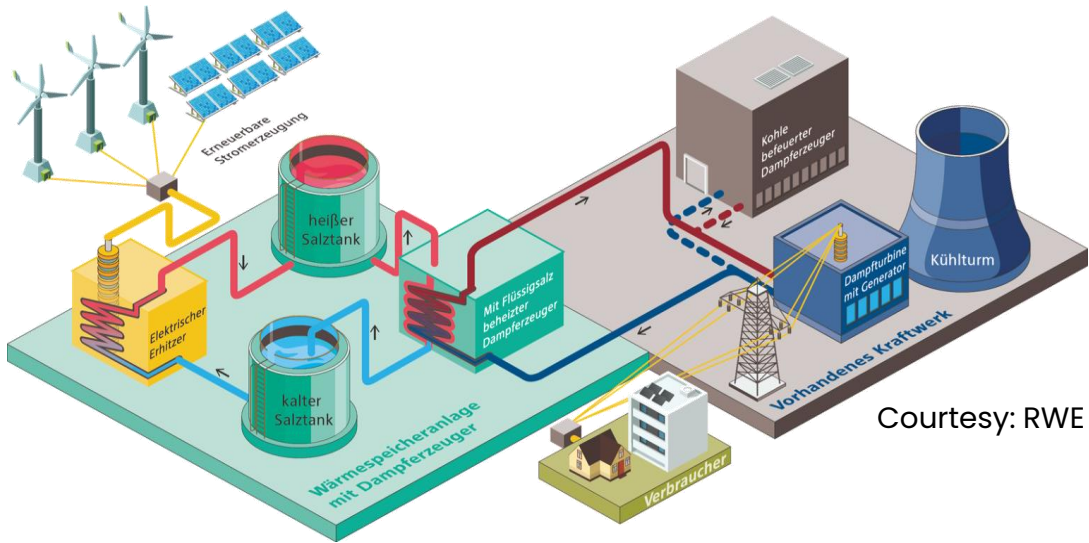 Erneuerbare
Stromerzeugung
heißer
Salztank
Elektrischer
Erhitzer
kalter
Salztank
Mit Flüssigsalz
beheizter
Dampferzeuger
Wärmespeicheranlage
mit Dampferzeuger
Kohle
befeuerter
Dampferzeuger
Kühlturm
Dampfturbine
mit Generator
Vorhandenes Kraftwerk
Verbraucher
Courtesy: RWE